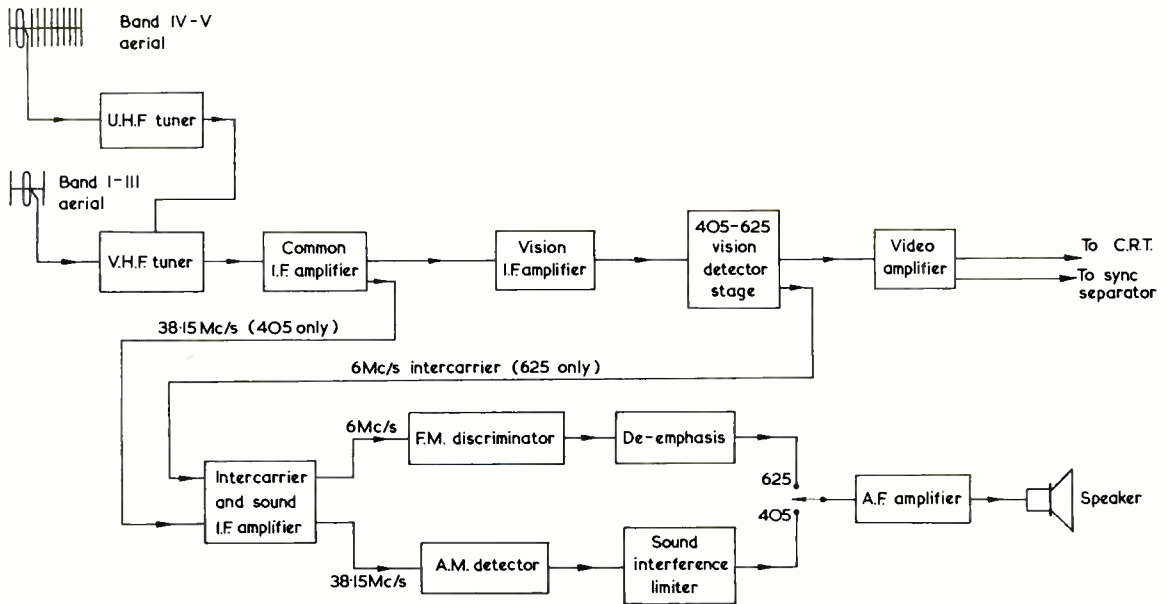 Band IV-V
aerial
U.H.F tuner
Band I-III
aerial
V.H.F. tuner
Common
I.F. amplifier
Vision
I.F.amplifier
405-625
vision
detector
stage
Video
amplifier
To C.R.T.
To sync
separator
38·15Mc/s (405 only)
6Mc/s intercarrier (625 only)
6Mc/s
F.M. discriminator
De-emphasis
Intercarrier
and sound
I.F. amplifier
625
405
A.F. amplifier
Speaker
38·15Mc/s
A.M. detector
Sound
interference
limiter